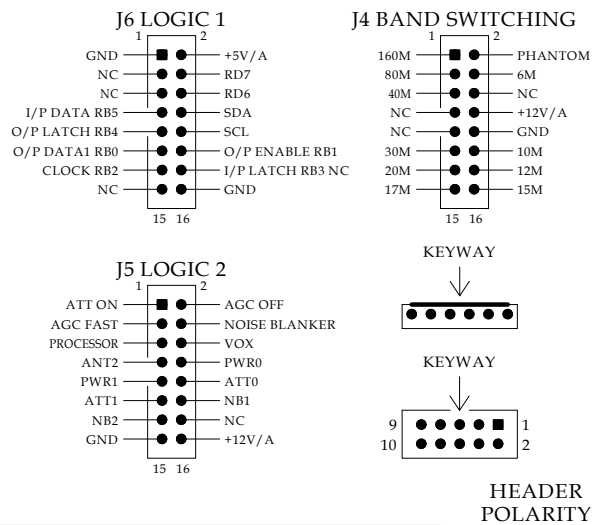 J6 LOGIC 1
1 2
GND +5V/A
NC RD7
NC RD6
I/P DATA RB5 SDA
O/P LATCH RB4 SCL
O/P DATA1 RB0 O/P ENABLE RB1
CLOCK RB2 I/P LATCH RB3 NC
NC GND
15 16
J4 BAND SWITCHING
1 2
160M PHANTOM
80M 6M
40M NC
NC +12V/A
NC GND
30M 10M
20M 12M
17M 15M
15 16
J5 LOGIC 2
1 2
ATT ON AGC OFF
AGC FAST NOISE BLANKER
PROCESSOR VOX
ANT2 PWR0
PWR1 ATT0
ATT1 NB1
NB2 NC
GND +12V/A
15 16
KEYWAY
KEYWAY
9 1
10 2
HEADER
POLARITY